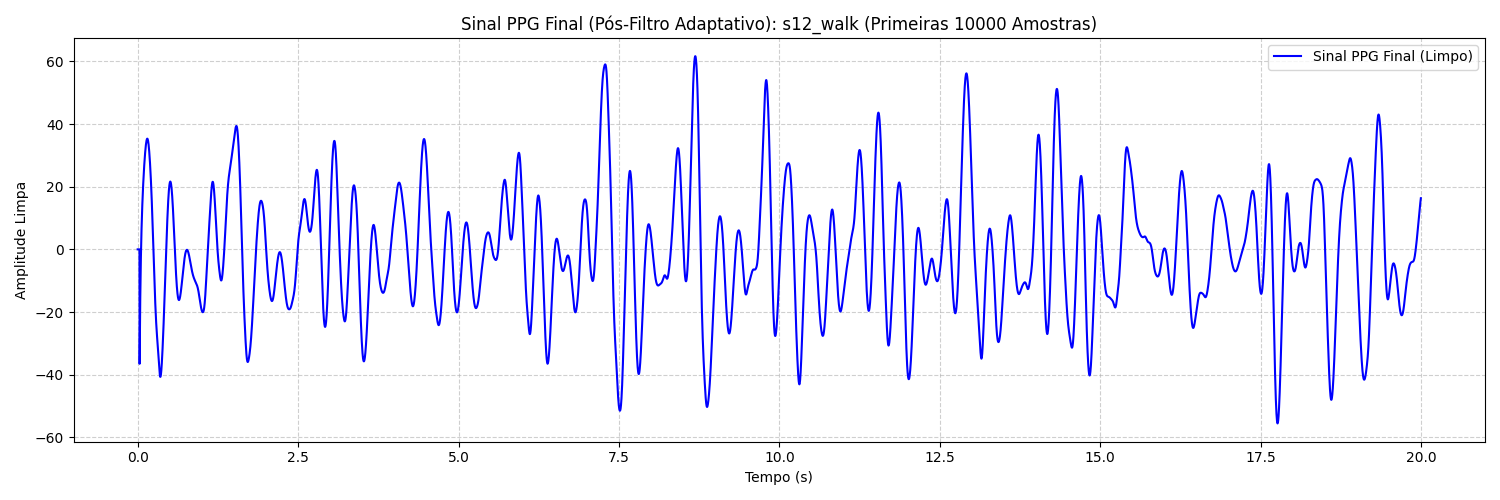 Sinal PPG Final (Pós-Filtro Adaptativo): s12_walk (Primeiras 10000 Amostras)
Sinal PPG Final (Limpo)
Amplitude Limpa
60
40
20
0
−20
−40
−60
0.0 2.5 5.0 7.5 10.0 12.5 15.0 17.5 20.0
Tempo (s)